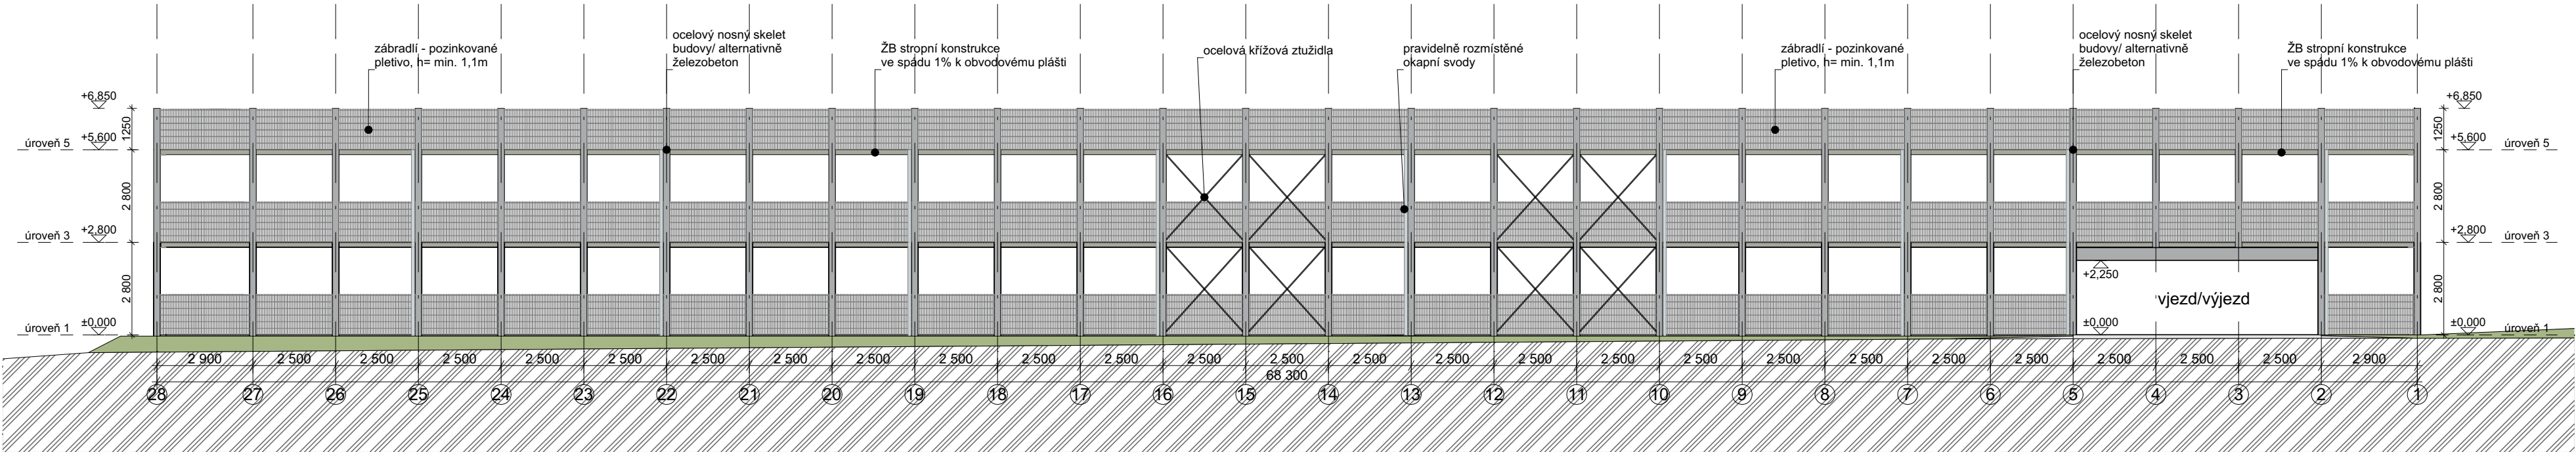 zábradlí - pozinkované
pletivo, h= min. 1,1m
ocelový nosný skelet
budovy/ alternativně
železobeton
ŽB stropní konstrukce
ve spádu 1% k obvodovému plášti
ocelová křížová ztužidla
pravidelně rozmístěné
okapní svody
zábradlí - pozinkované
pletivo, h= min. 1,1m
ocelový nosný skelet
budovy/ alternativně
železobeton
ŽB stropní konstrukce
ve spádu 1% k obvodovému plášti
+6,850
1250
úroveň 5
+5,600
2 800
úroveň 3
+2,800
2 800
úroveň 1
±0,000
+6,850
1250
+5,600
úroveň 5
2 800
+2,800
úroveň 3
2 800
±0,000
úroveň 1
+2,250
vjezd/výjezd
±0,000
2 900 2 500 2 500 2 500 2 500 2 500 2 500 2 500 2 500 2 500 2 500 2 500 2 500 2 500 2 500 2 500 2 500 2 500 2 500 2 500 2 500 2 500 2 500 2 500 2 500 2 500 2 900
68 300
28 27 26 25 24 23 22 21 20 19 18 17 16 15 14 13 12 11 10 9 8 7 6 5 4 3 2 1